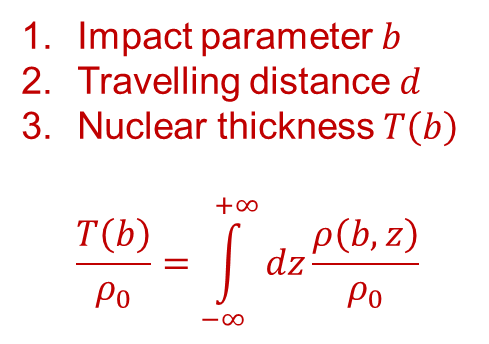 1. Impact parameter b
2. Travelling distance d
3. Nuclear thickness T(b)
T(b)/ρ₀ = ∫_{-∞}^{+∞} dz ρ(b, z)/ρ₀